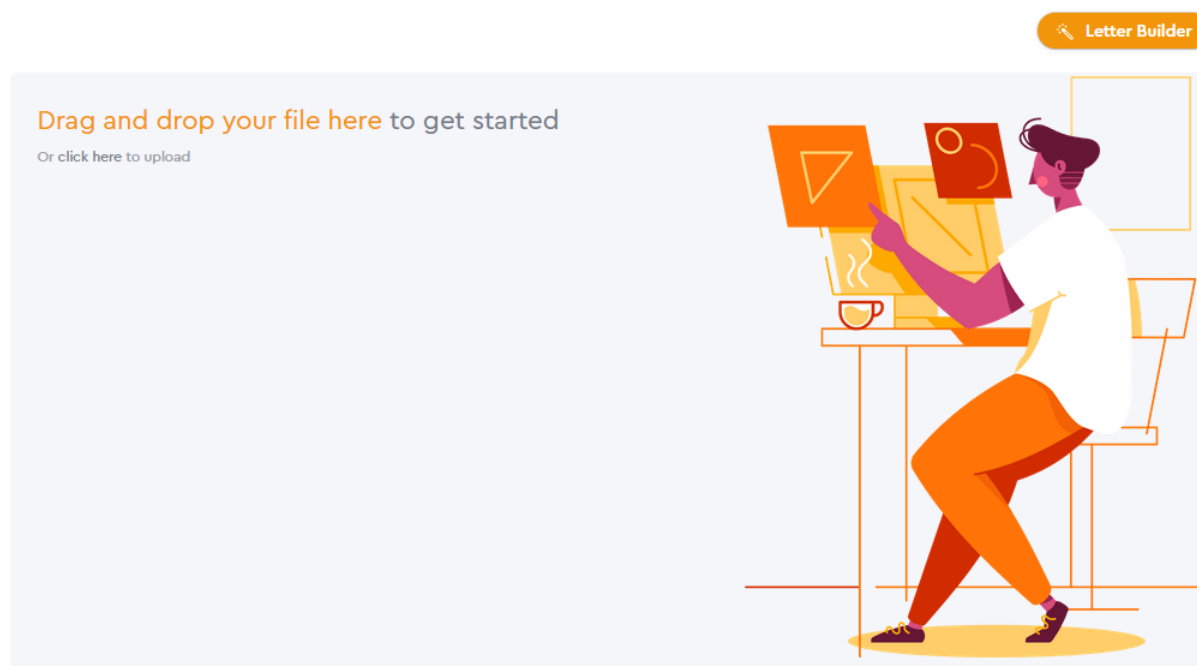 Letter Builder
Drag and drop your file here to get started
Or click here to upload